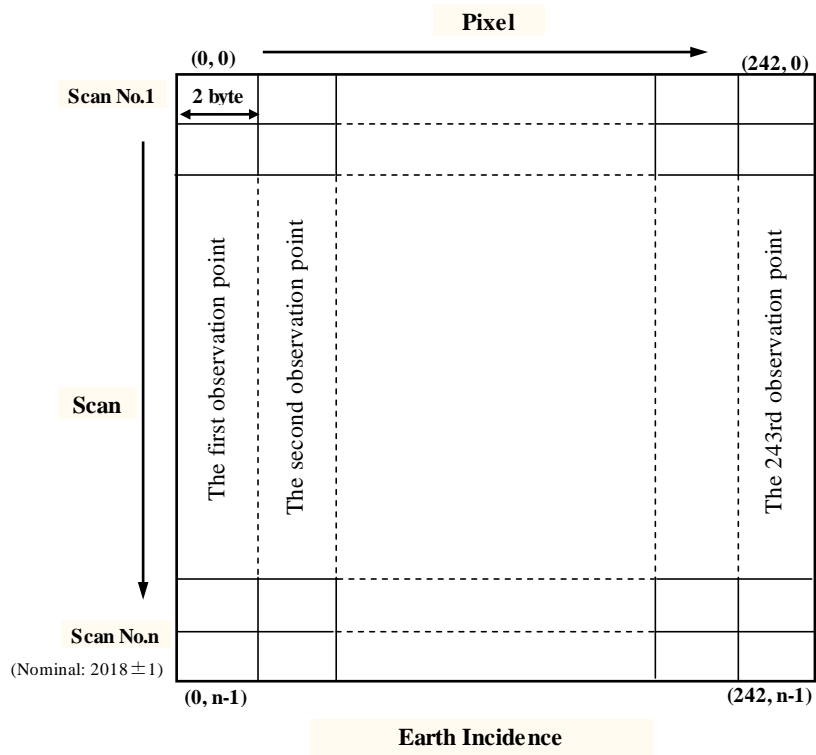 Pixel
(0, 0)
(242, 0)
Scan No.1
2 byte
The first observation point
The second observation point
The 243rd observation point
Scan
Scan No.n
(Nominal: 2018±1)
(0, n-1)
(242, n-1)
Earth Incidence